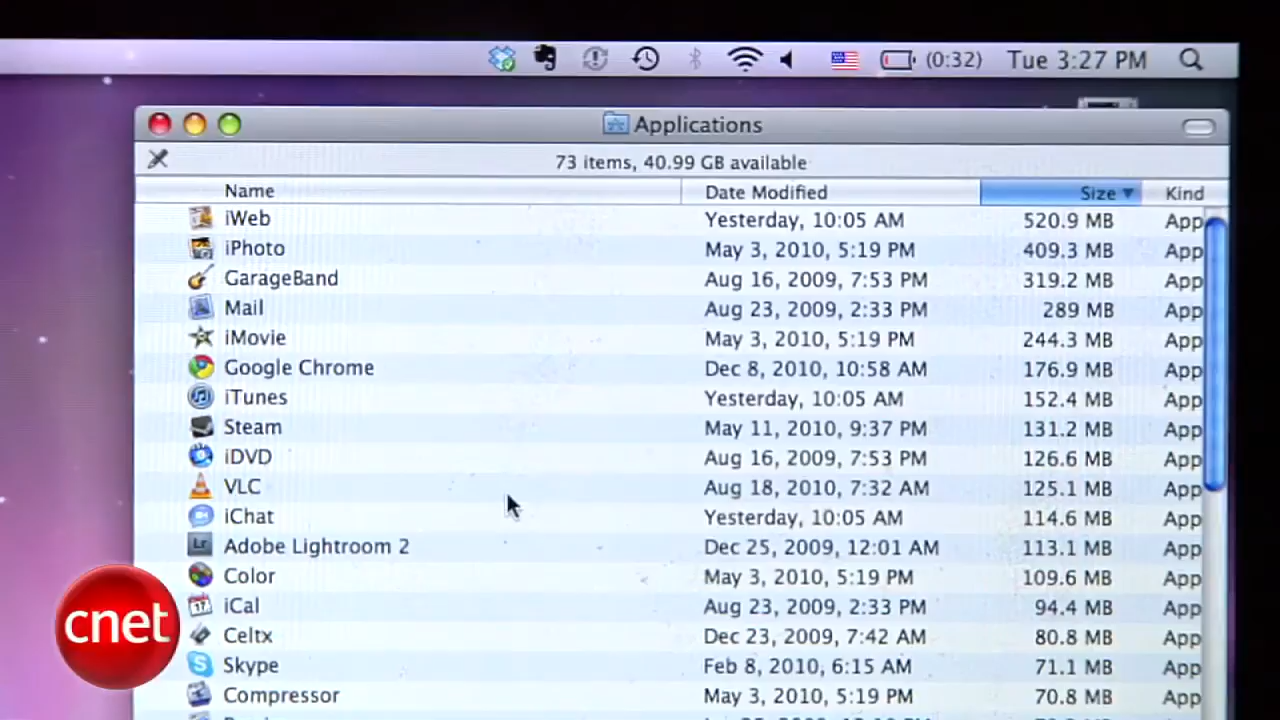 (0:32) Tue 3:27 PM
Applications
73 items, 40.99 GB available
Name Date Modified Size Kind
iWeb Yesterday, 10:05 AM 520.9 MB App
iPhoto May 3, 2010, 5:19 PM 409.3 MB App
GarageBand Aug 16, 2009, 7:53 PM 319.2 MB App
Mail Aug 23, 2009, 2:33 PM 289 MB App
iMovie May 3, 2010, 5:19 PM 244.3 MB App
Google Chrome Dec 8, 2010, 10:58 AM 176.9 MB App
iTunes Yesterday, 10:05 AM 152.4 MB App
Steam May 11, 2010, 9:37 PM 131.2 MB App
iDVD Aug 16, 2009, 7:53 PM 126.6 MB App
VLC Aug 18, 2010, 7:32 AM 125.1 MB App
iChat Yesterday, 10:05 AM 114.6 MB App
Lr Adobe Lightroom 2 Dec 25, 2009, 12:01 AM 113.1 MB App
Color May 3, 2010, 5:19 PM 109.6 MB App
17 iCal Aug 23, 2009, 2:33 PM 94.4 MB App
Celtx Dec 23, 2009, 7:42 AM 80.8 MB App
Skype Feb 8, 2010, 6:15 AM 71.1 MB App
Compressor May 3, 2010, 5:19 PM 70.8 MB App
cnet